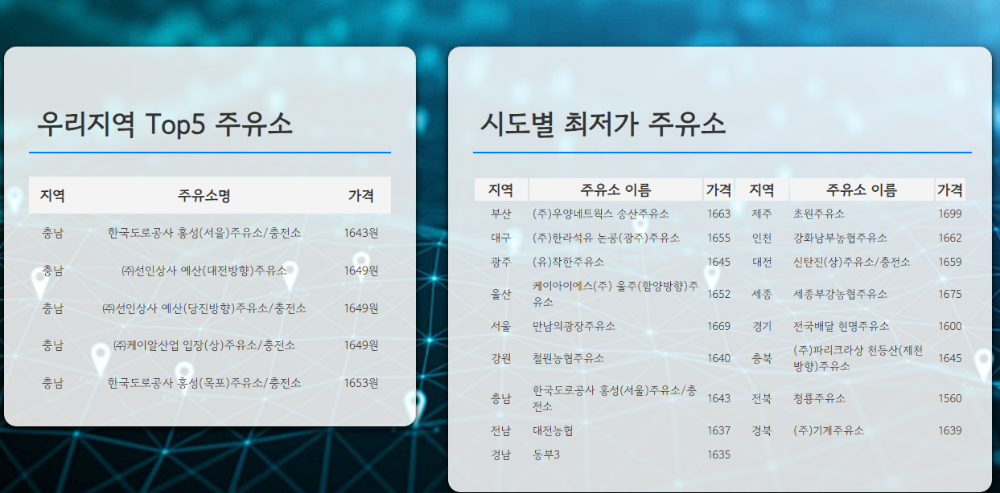 우리지역 Top5 주유소
지역 주유소명 가격
충남 한국도로공사 홍성(서울)주유소/충전소 1643원
충남 ㈜선인상사 예산(대전방향)주유소 1649원
충남 ㈜선인상사 예산(당진방향)주유소/충전소 1649원
충남 ㈜케이알산업 입장(상)주유소/충전소 1649원
충남 한국도로공사 홍성(목포)주유소/충전소 1653원
시도별 최저가 주유소
지역 주유소 이름 가격 지역 주유소 이름 가격
부산 (주)우양네트웍스 송산주유소 1663 제주 초원주유소 1699
대구 (주)한라석유 논공(광주)주유소 1655 인천 강화남부농협주유소 1662
광주 (유)착한주유소 1645 대전 신탄진(상)주유소/충전소 1659
울산 케이아이에스(주) 울주(함양방향)주
유소 1652 세종 세종부강농협주유소 1675
서울 만남의광장주유소 1669 경기 전국배달 현명주유소 1600
강원 철원농협주유소 1640 충북 (주)파리크라상 천등산(제천
방향)주유소 1645
충남 한국도로공사 홍성(서울)주유소/충
전소 1643 전북 청룡주유소 1560
전남 대전농협 1637 경북 (주)기계주유소 1639
경남 동부3 1635